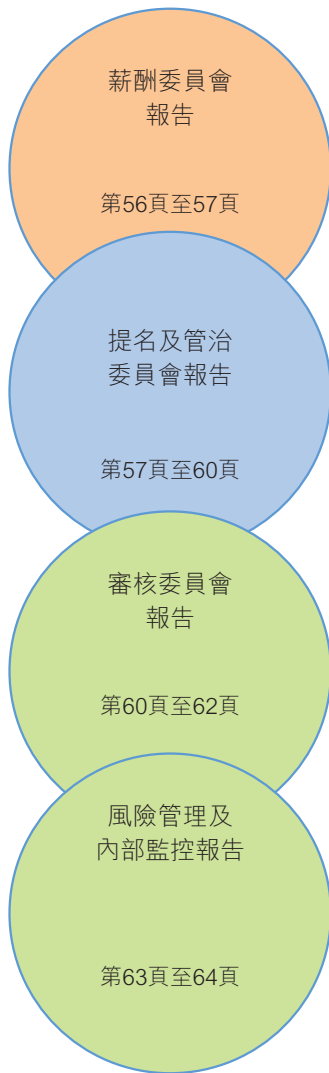 薪酬委員會
報告
第56頁至57頁
提名及管治
委員會報告
第57頁至60頁
審核委員會
報告
第60頁至62頁
風險管理及
內部監控報告
第63頁至64頁